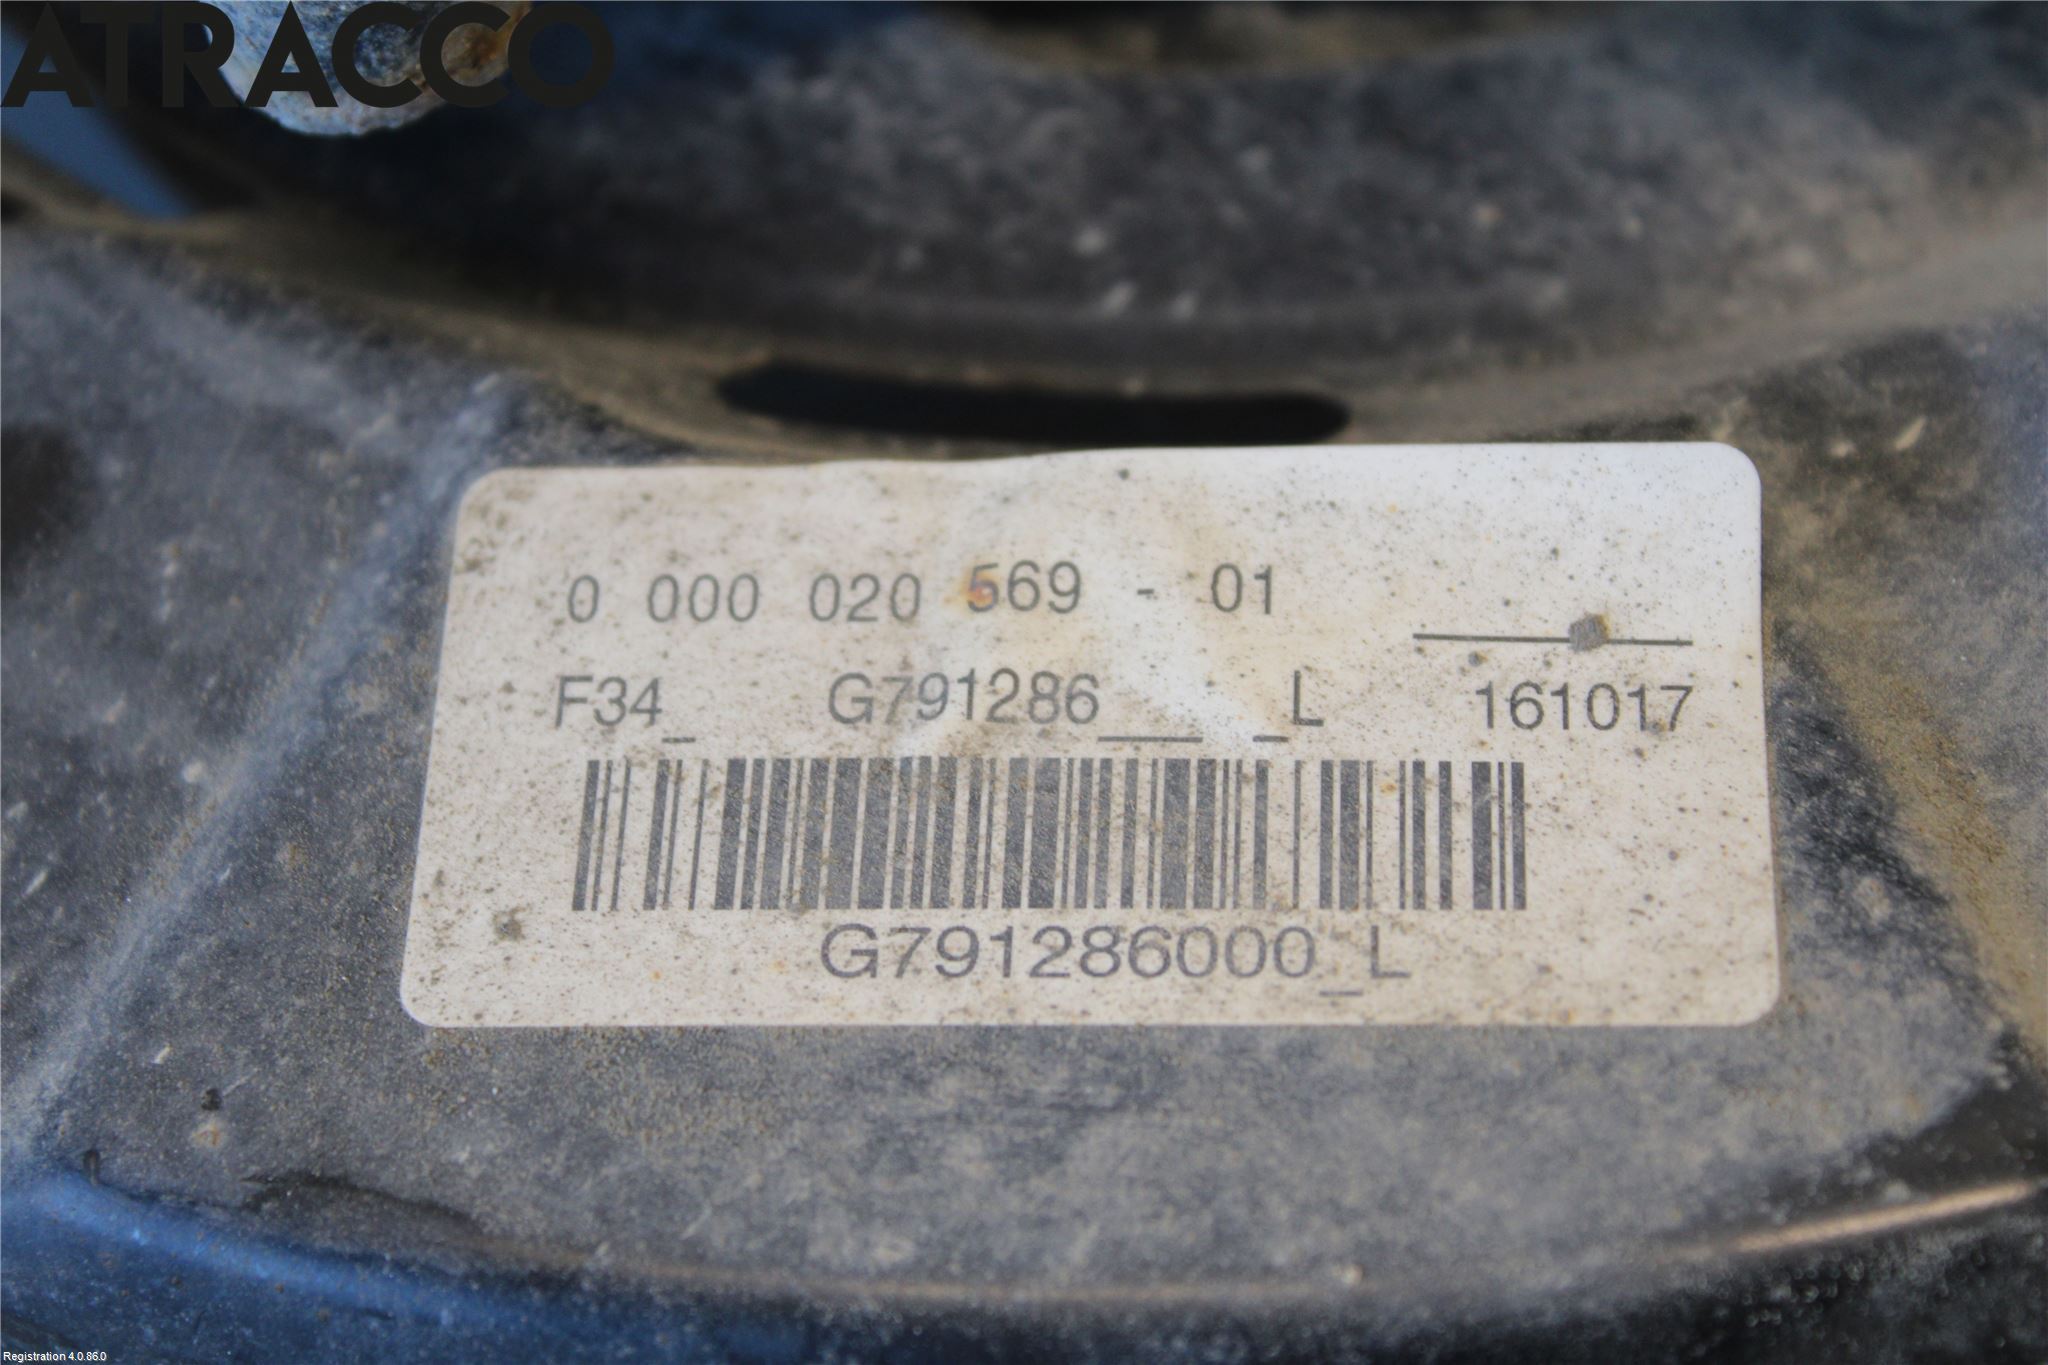 ATRACCO
0 000 020 569 - 01
F34_ G791286___ _L 161017
G791286000_L
Registration 4.0.86.0